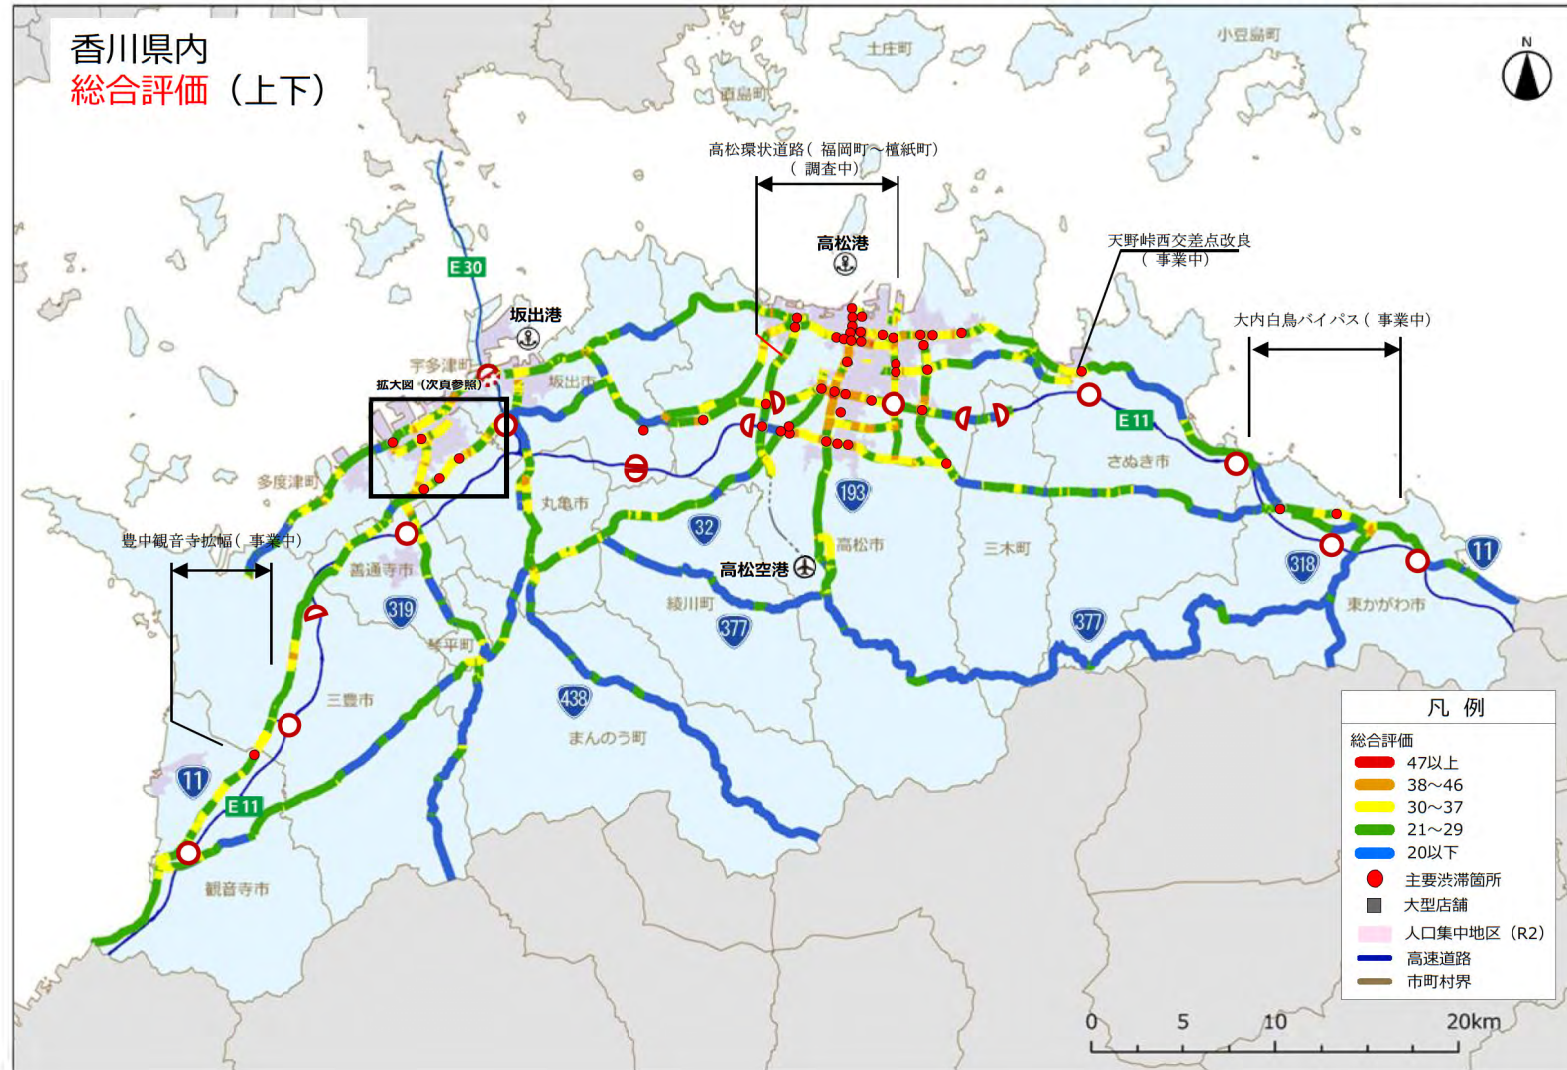 香川県内
総合評価（上下）
N
小豆島町
土庄町
直島町
高松環状道路( 福岡町～檀紙町)
( 調査中)
高松港
天野峠西交差点改良
( 事業中)
E30
坂出港
大内白鳥バイパス( 事業中)
宇多津町
拡大図（次頁参照）
坂出市
E11
さぬき市
多度津町
丸亀市
193
32
豊中観音寺拡幅( 事業中)
高松市
三木町
11
善通寺市
高松空港
318
319
綾川町
377
377
東かがわ市
琴平町
三豊市
438
まんのう町
11
E11
観音寺市
凡 例
総合評価
47以上
38～46
30～37
21～29
20以下
主要渋滞箇所
大型店舗
人口集中地区（R2）
高速道路
市町村界
0 5 10 20km